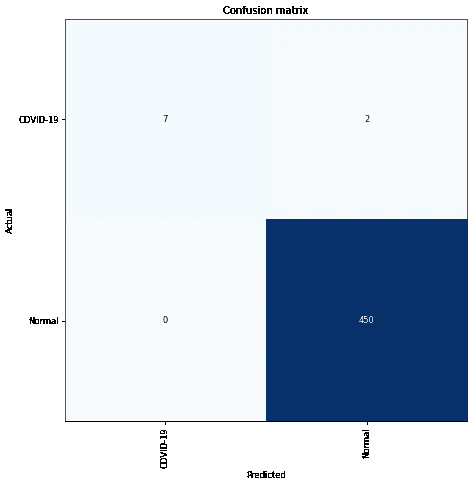 Confusion matrix
COVID-19
7
2
Actual
Normal
0
450
COVID-19
Normal
Predicted